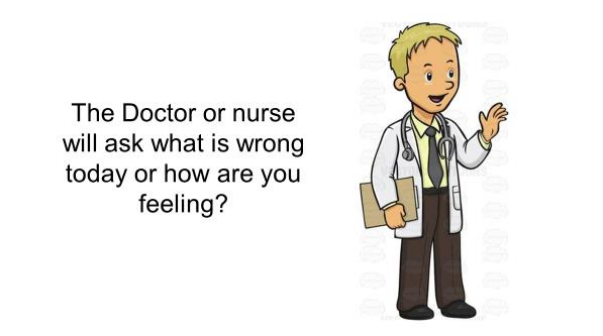 The Doctor or nurse
will ask what is wrong
today or how are you
feeling?